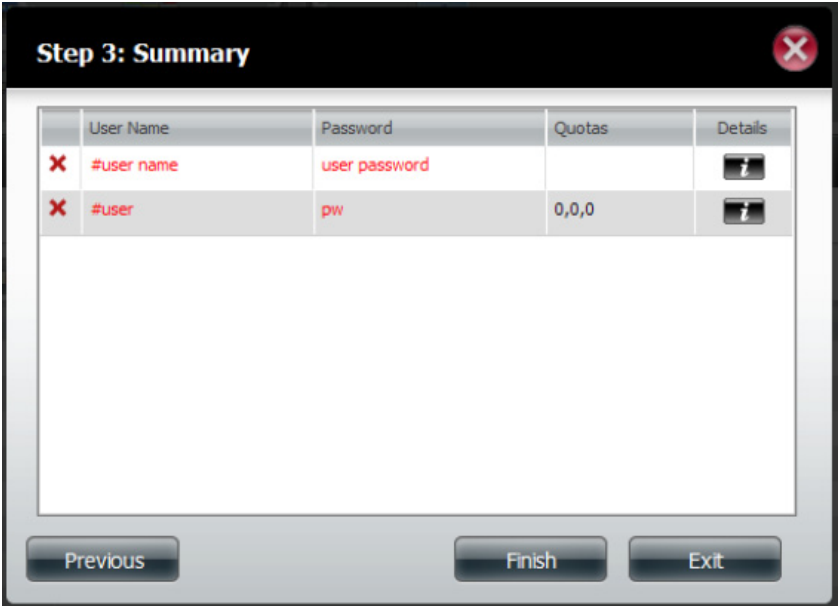 Step 3: Summary
User Name Password Quotas Details
#user name user password
#user pw 0,0,0
Previous Finish Exit